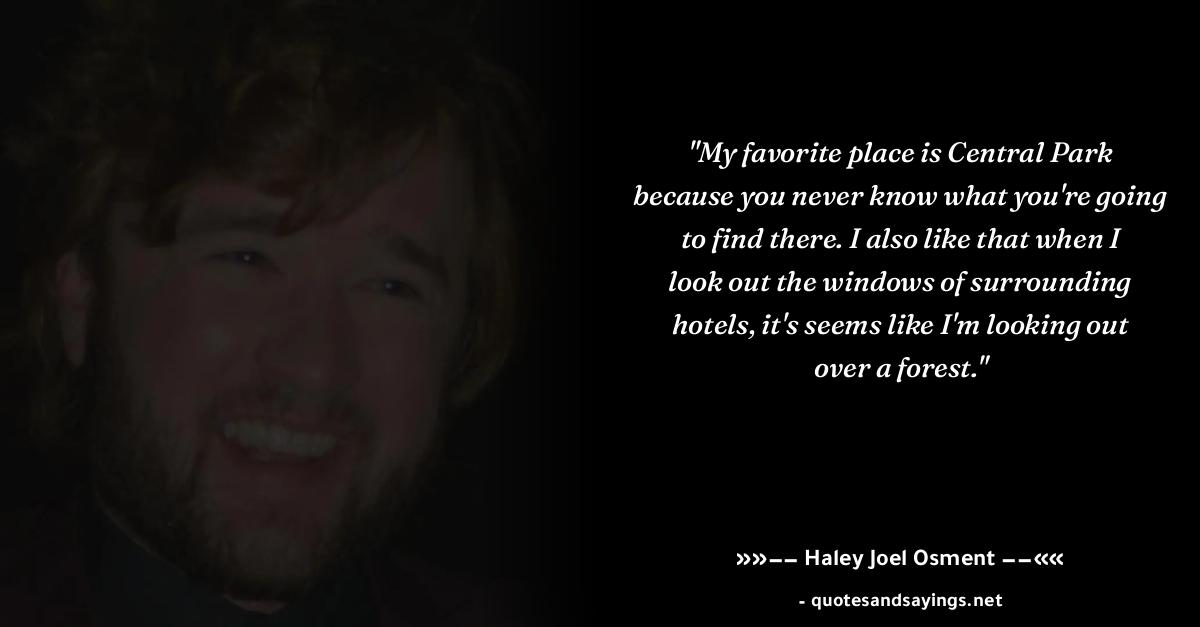 "My favorite place is Central Park
because you never know what you're going
to find there. I also like that when I
look out the windows of surrounding
hotels, it's seems like I'm looking out
over a forest."
»»–– Haley Joel Osment ––««
- quotesandsayings.net